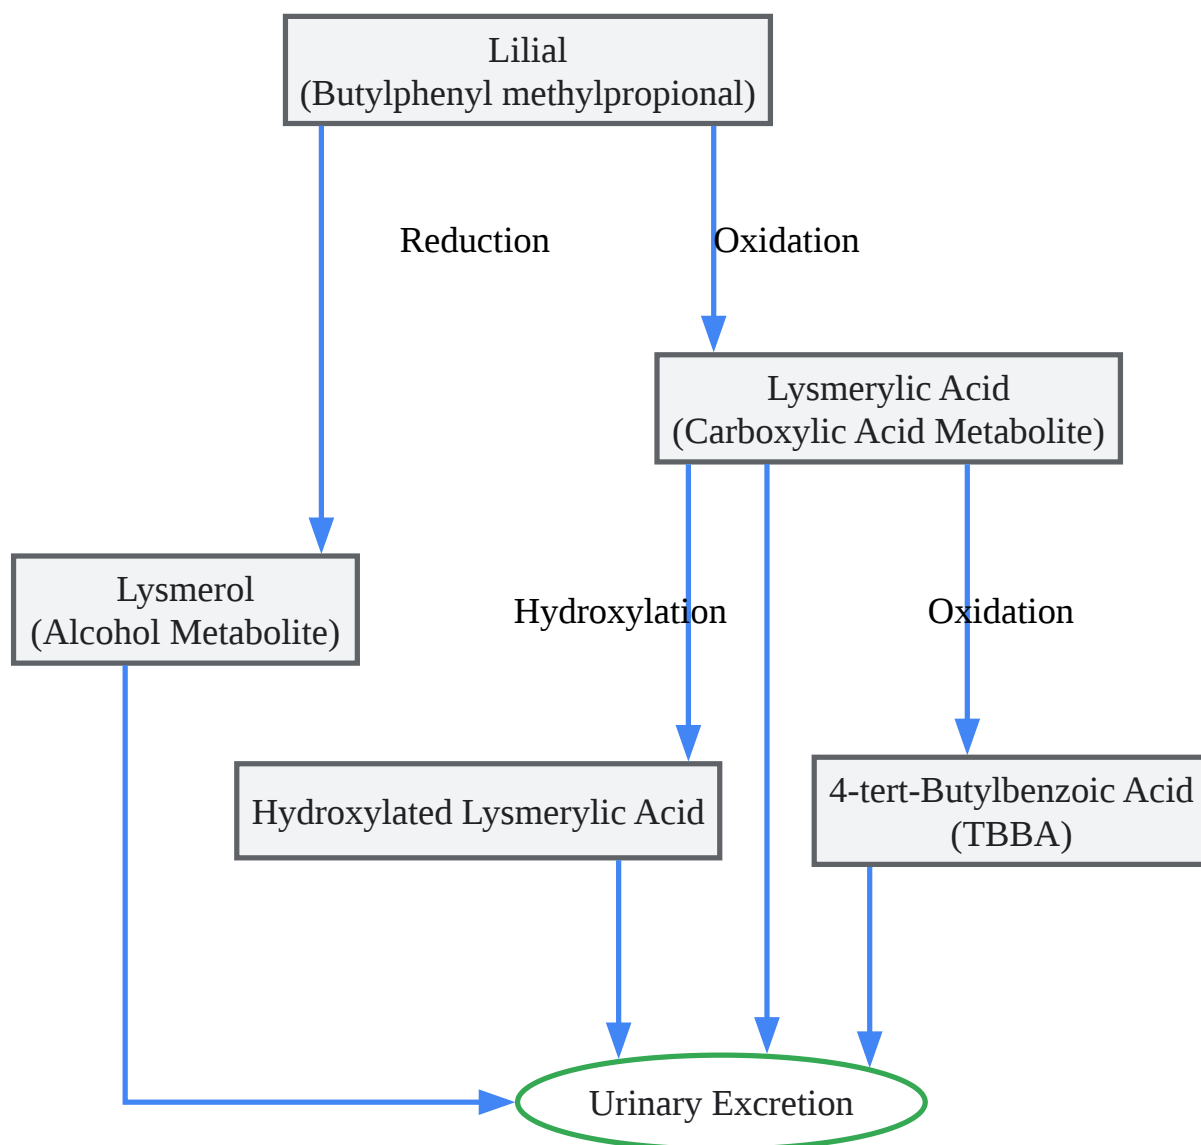 Lilial
(Butylphenyl methylpropional)
Reduction
Oxidation
Lysmerylic Acid
(Carboxylic Acid Metabolite)
Lysmerol
(Alcohol Metabolite)
Hydroxylation
Oxidation
Hydroxylated Lysmerylic Acid
4-tert-Butylbenzoic Acid
(TBBA)
Urinary Excretion